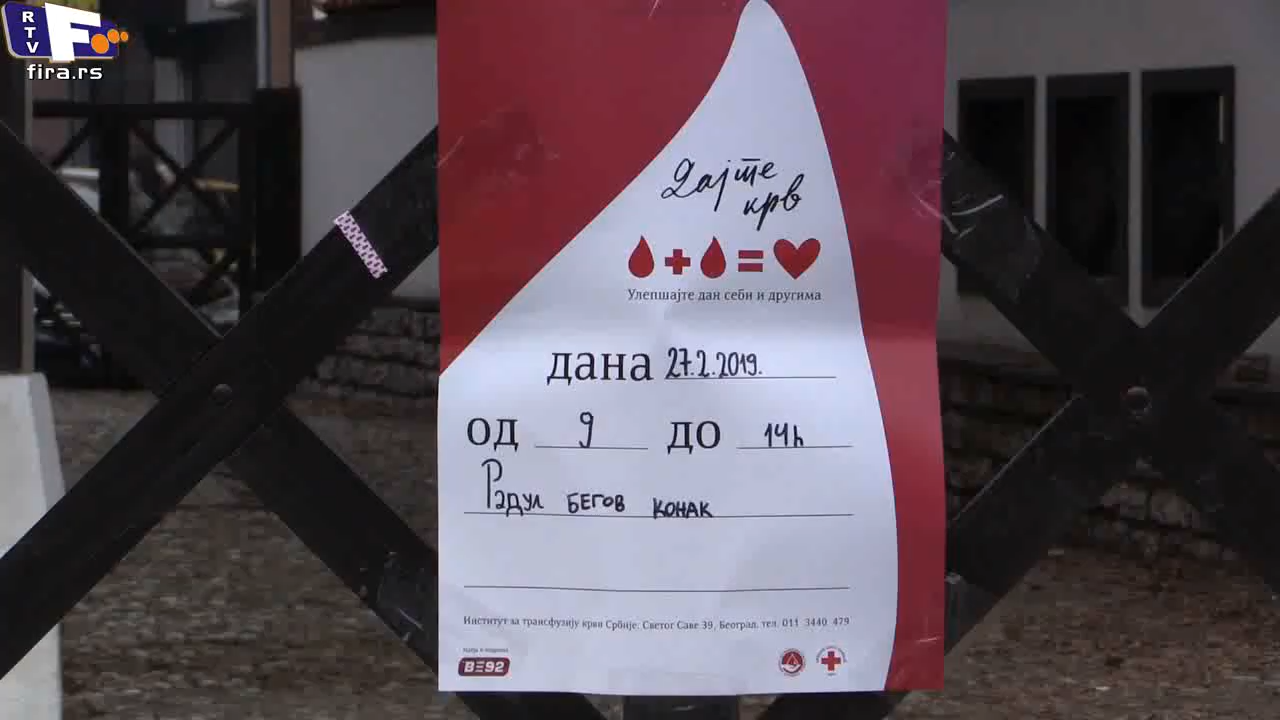 RTV F
fira.rs
Дајте
крв
+ =
Улепшајте дан себи и другима
дана 27.2.2019.
од 9 до 14h
Радул БЕГОВ КОНАК
Институт за трансфузију крви Србије: Светог Саве 39, Београд, тел. 011 3440 479
B92